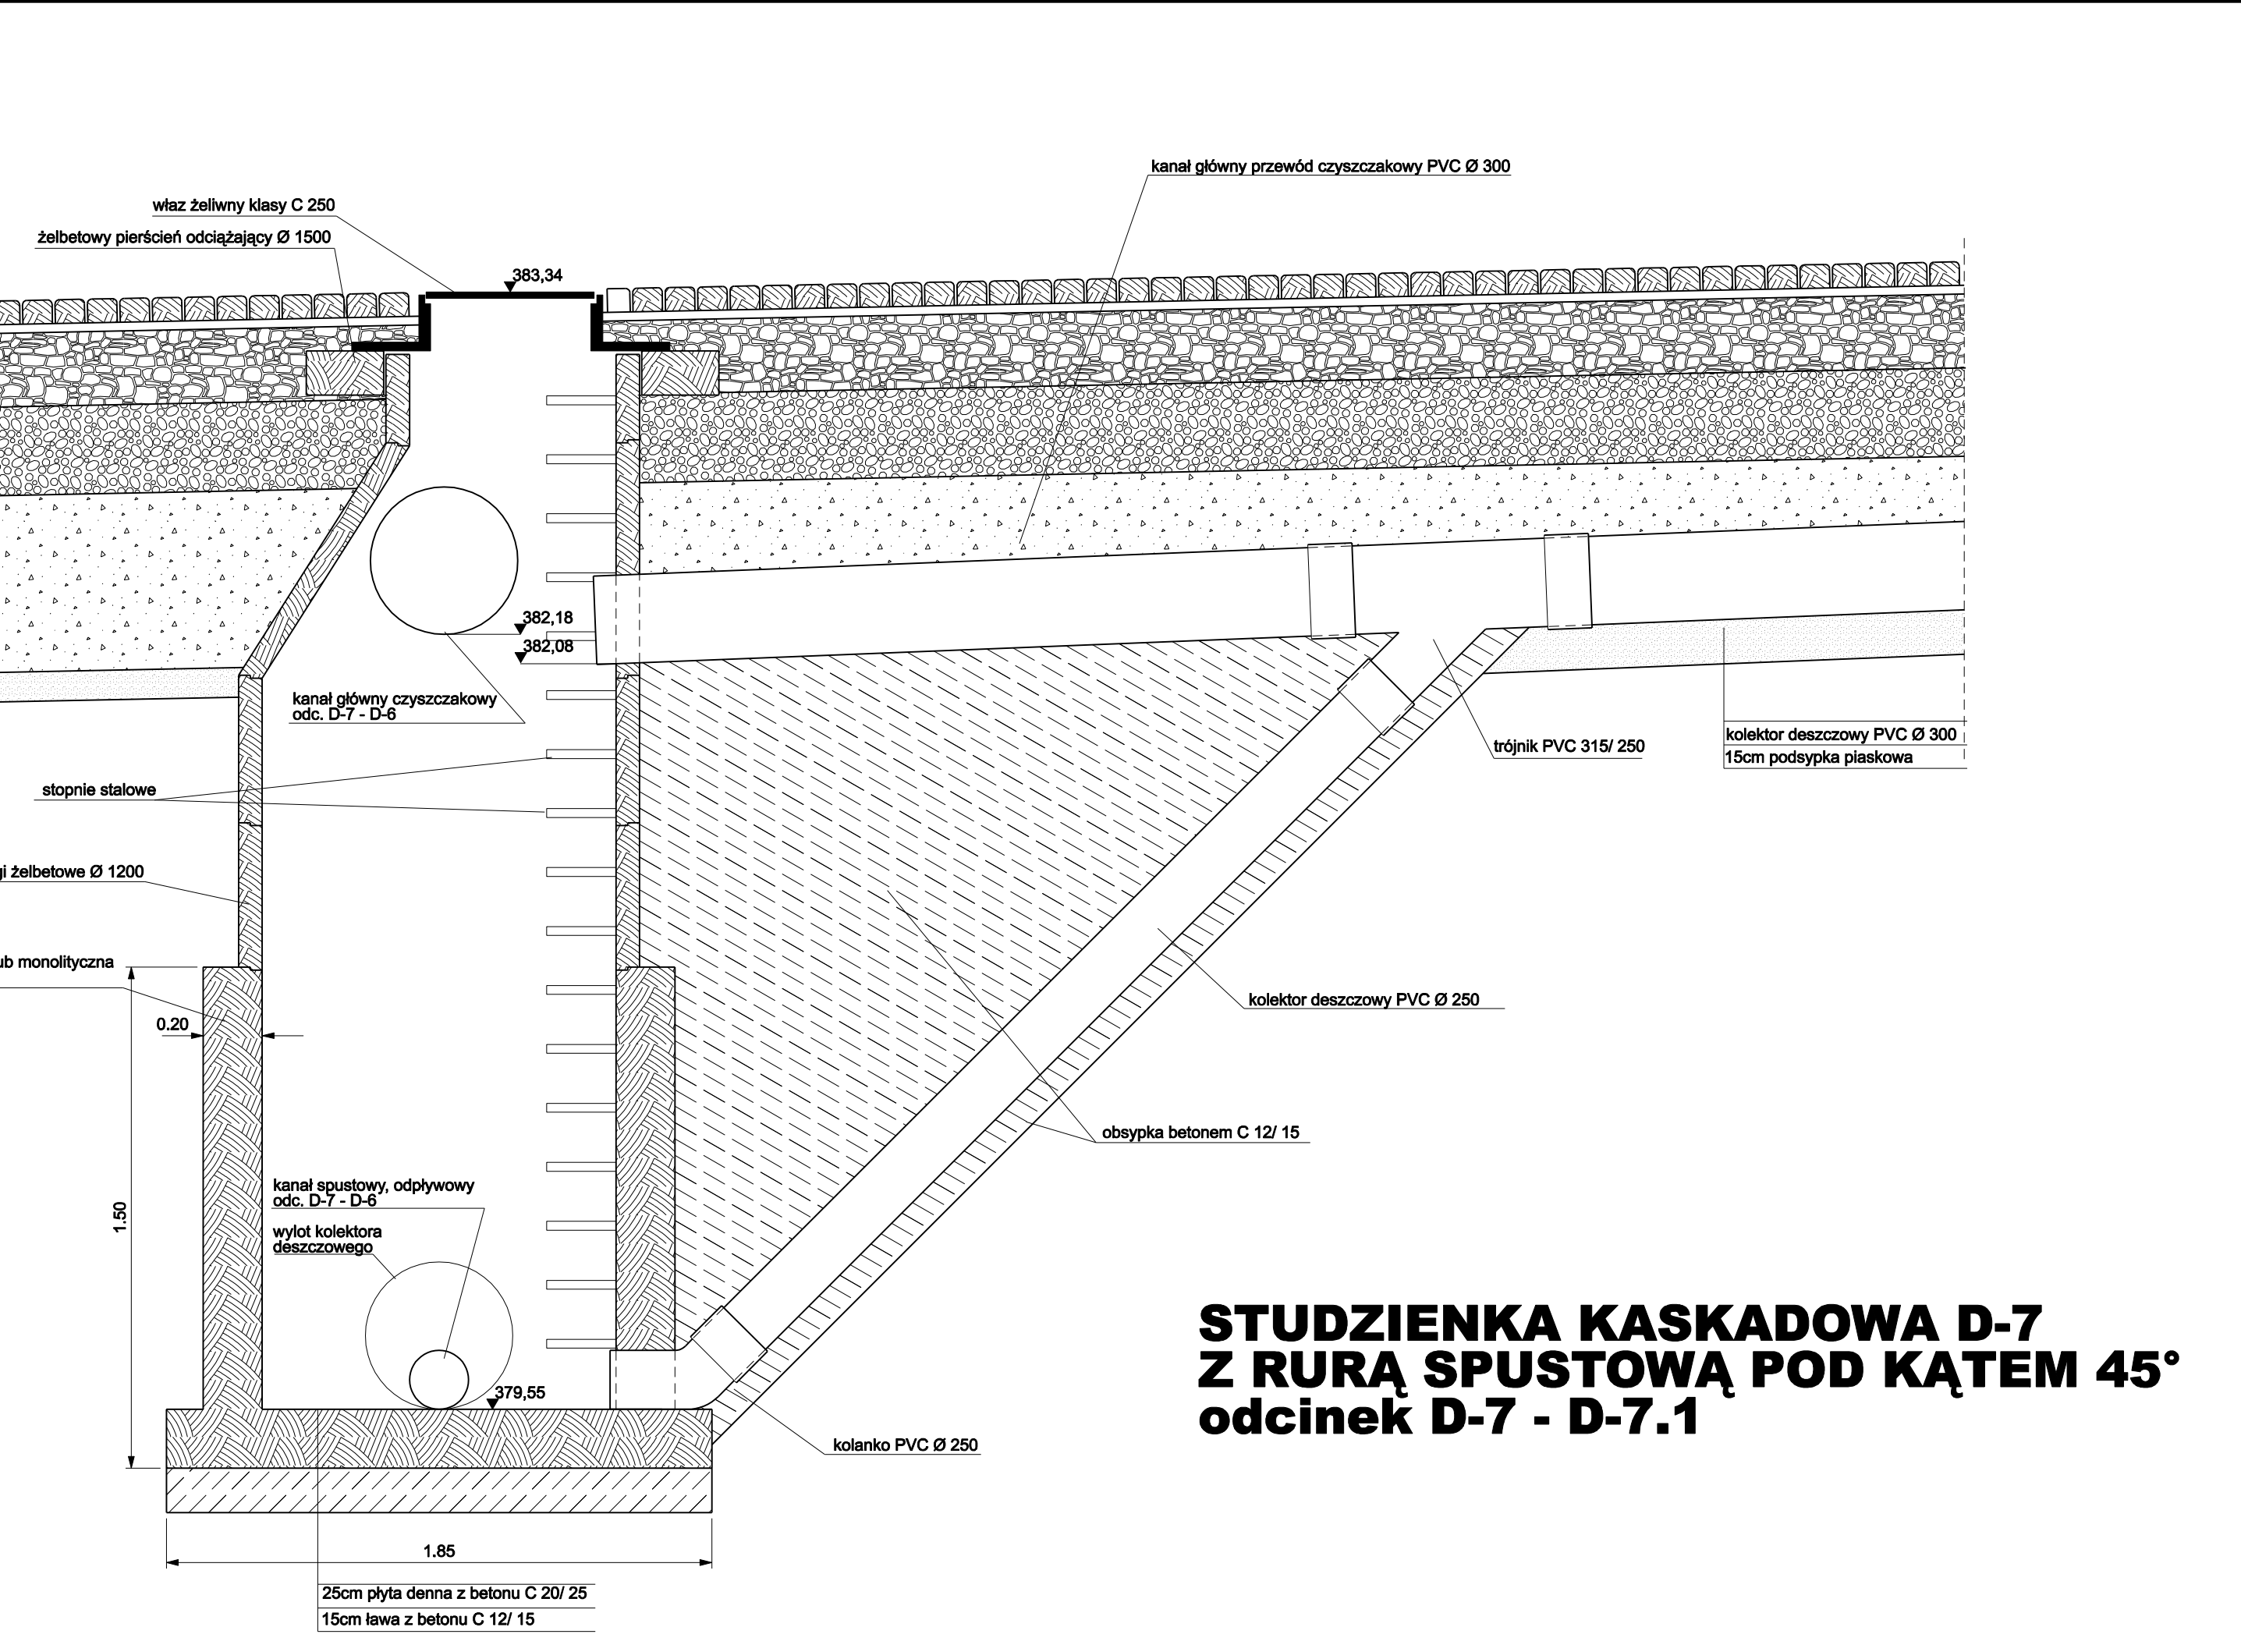 kanał główny przewód czyszczakowy PVC Ø 300
właz żeliwny klasy C 250
żelbetowy pierścień odciążający Ø 1500
383,34
382,18
382,08
kanał główny czyszczakowy
odc. D-7 - D-6
kolektor deszczowy PVC Ø 300
15cm podsypka piaskowa
trójnik PVC 315/ 250
stopnie stalowe
żelbetowe Ø 1200
monolityczna
0.20
kolektor deszczowy PVC Ø 250
obsypka betonem C 12/ 15
kanał spustowy, odpływowy
odc. D-7 - D-6
1.50
wylot kolektora
deszczowego
379,55
STUDZIENKA KASKADOWA D-7
Z RURĄ SPUSTOWĄ POD KĄTEM 45°
odcinek D-7 - D-7.1
kolanko PVC Ø 250
1.85
25cm płyta denna z betonu C 20/ 25
15cm ława z betonu C 12/ 15